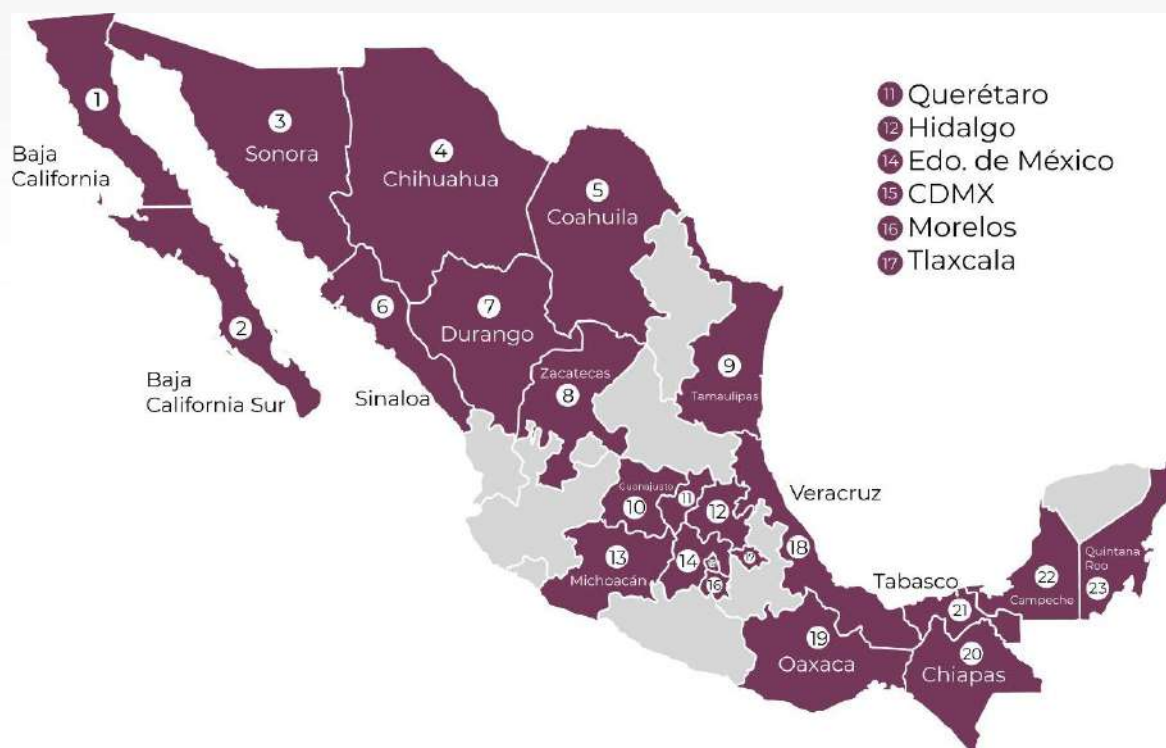 1
Baja
California
2
Baja
California Sur
3
Sonora
4
Chihuahua
5
Coahuila
6
Sinaloa
7
Durango
Zacatecas
8
9
Tamaulipas
Guanajuato
10
11
12
13
Michoacán
14
16
17
18
Veracruz
19
Oaxaca
20
Chiapas
Tabasco
21
22
Campeche
Quintana
Roo
23
11 Querétaro
12 Hidalgo
14 Edo. de México
15 CDMX
16 Morelos
17 Tlaxcala